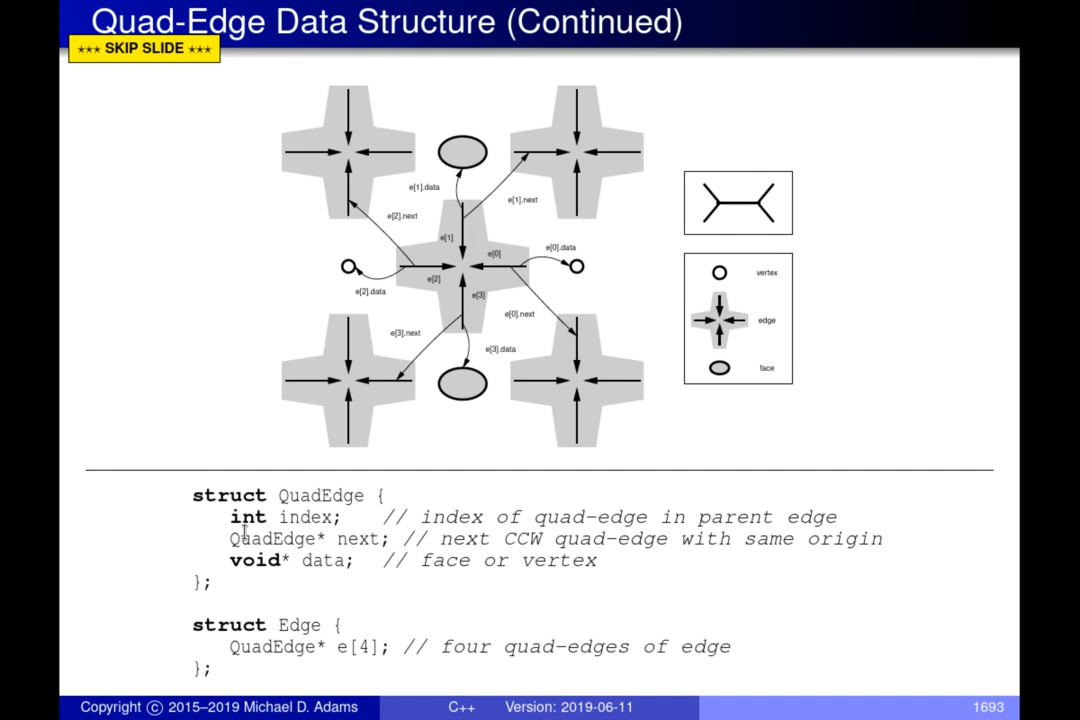 Quad-Edge Data Structure (Continued)
⋆⋆⋆ SKIP SLIDE ⋆⋆⋆
e[1].data
e[1].next
e[2].next
e[1]
e[0]
e[0].data
e[2]
e[2].data
e[3]
e[0].next
e[3].next
e[3].data
vertex
edge
face
struct QuadEdge {
int index; // index of quad-edge in parent edge
QuadEdge* next; // next CCW quad-edge with same origin
void* data; // face or vertex
};
struct Edge {
QuadEdge* e[4]; // four quad-edges of edge
};
Copyright © 2015–2019 Michael D. Adams C++ Version: 2019-06-11 1693